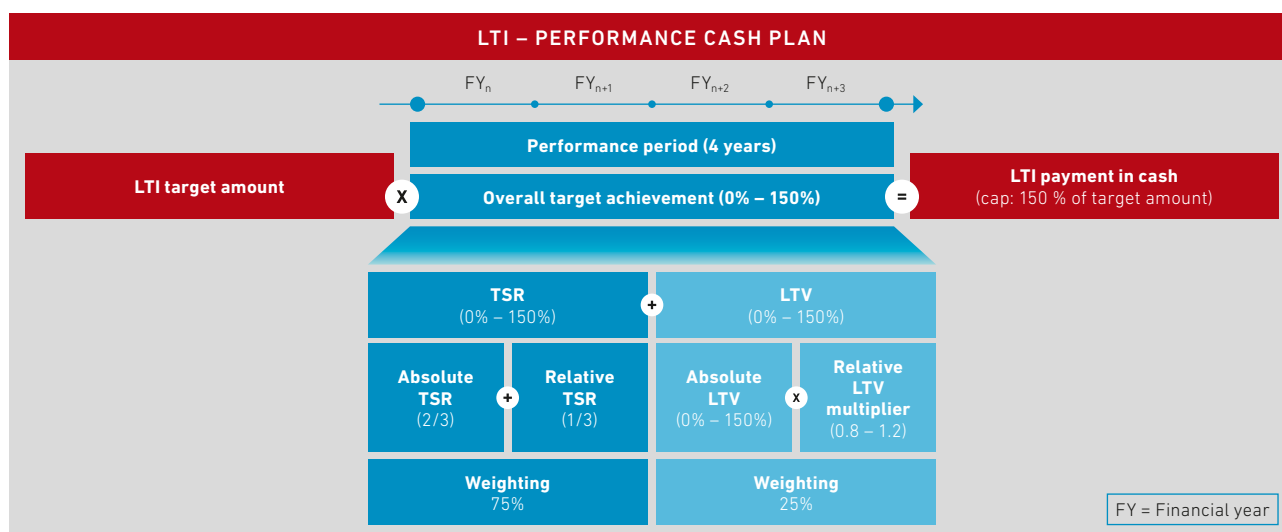 LTI – PERFORMANCE CASH PLAN
FYn
FYn+1
FYn+2
FYn+3
Performance period (4 years)
LTI target amount
X
Overall target achievement (0% – 150%)
=
LTI payment in cash
(cap: 150 % of target amount)
TSR
(0% – 150%)
+
LTV
(0% – 150%)
Absolute
TSR
(2/3)
+
Relative
TSR
(1/3)
Absolute
LTV
(0% – 150%)
x
Relative
LTV
multiplier
(0.8 – 1.2)
Weighting
75%
Weighting
25%
FY = Financial year